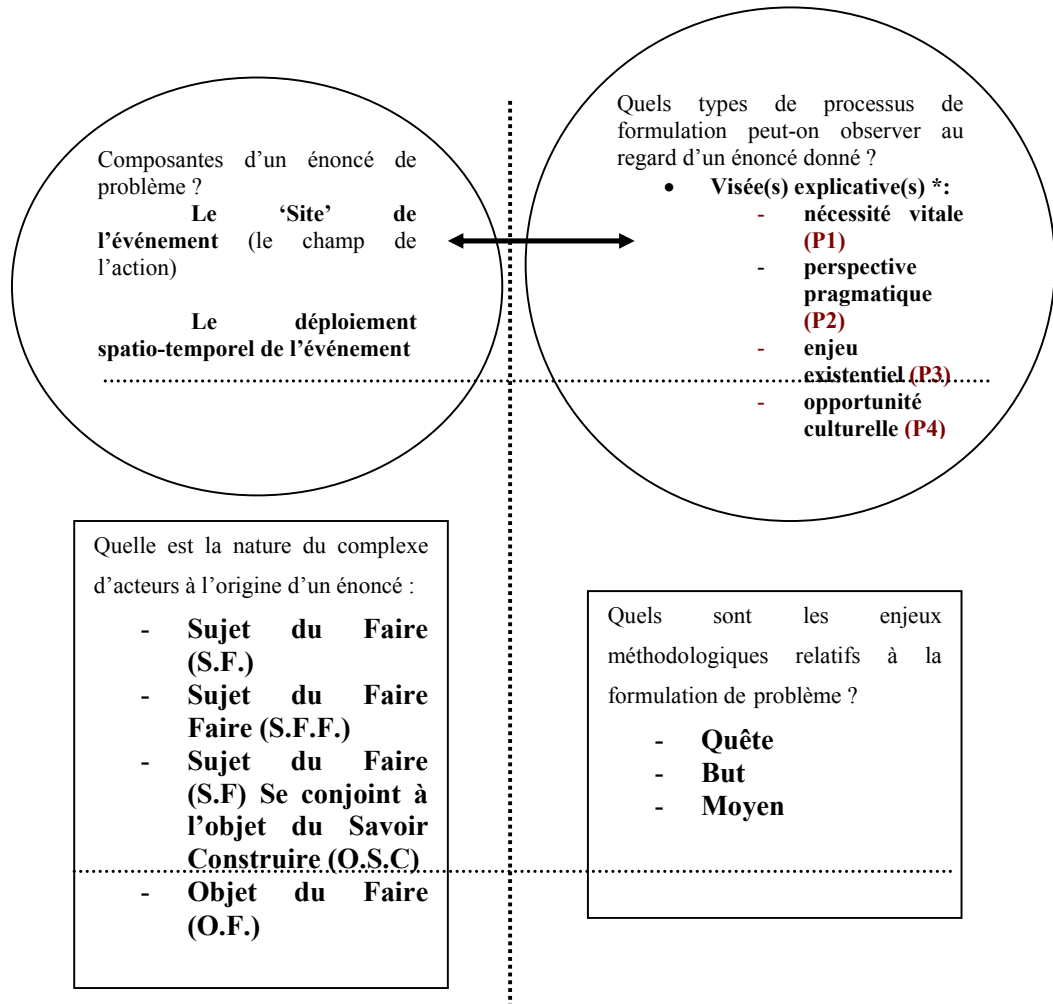 Composantes d’un énoncé de
problème ?
Le ‘Site’ de
l’événement (le champ de
l’action)
Le déploiement
spatio-temporel de l’événement
Quels types de processus de
formulation peut-on observer au
regard d’un énoncé donné ?
• Visée(s) explicative(s) *:
- nécessité vitale
(P1)
- perspective
pragmatique
(P2)
- enjeu
existentiel (P3)
- opportunité
culturelle (P4)
Quelle est la nature du complexe
d’acteurs à l’origine d’un énoncé :
- Sujet du Faire
(S.F.)
- Sujet du Faire
Faire (S.F.F.)
- Sujet du Faire
(S.F) Se conjoint à
l’objet du Savoir
Construire (O.S.C)
- Objet du Faire
(O.F.)
Quels sont les enjeux
méthodologiques relatifs à la
formulation de problème ?
- Quête
- But
- Moyen